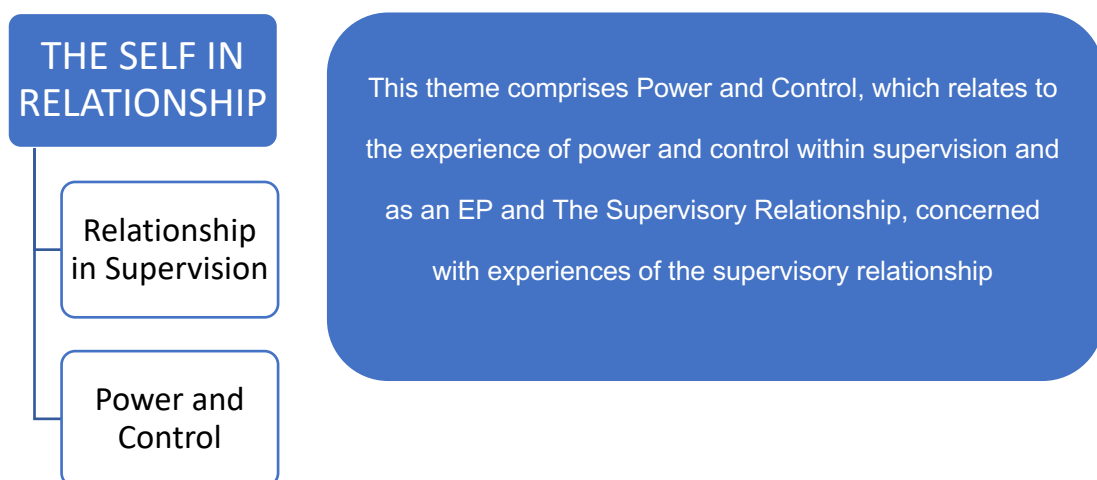 THE SELF IN
RELATIONSHIP
Relationship
in Supervision
Power and
Control
This theme comprises Power and Control, which relates to
the experience of power and control within supervision and
as an EP and The Supervisory Relationship, concerned
with experiences of the supervisory relationship